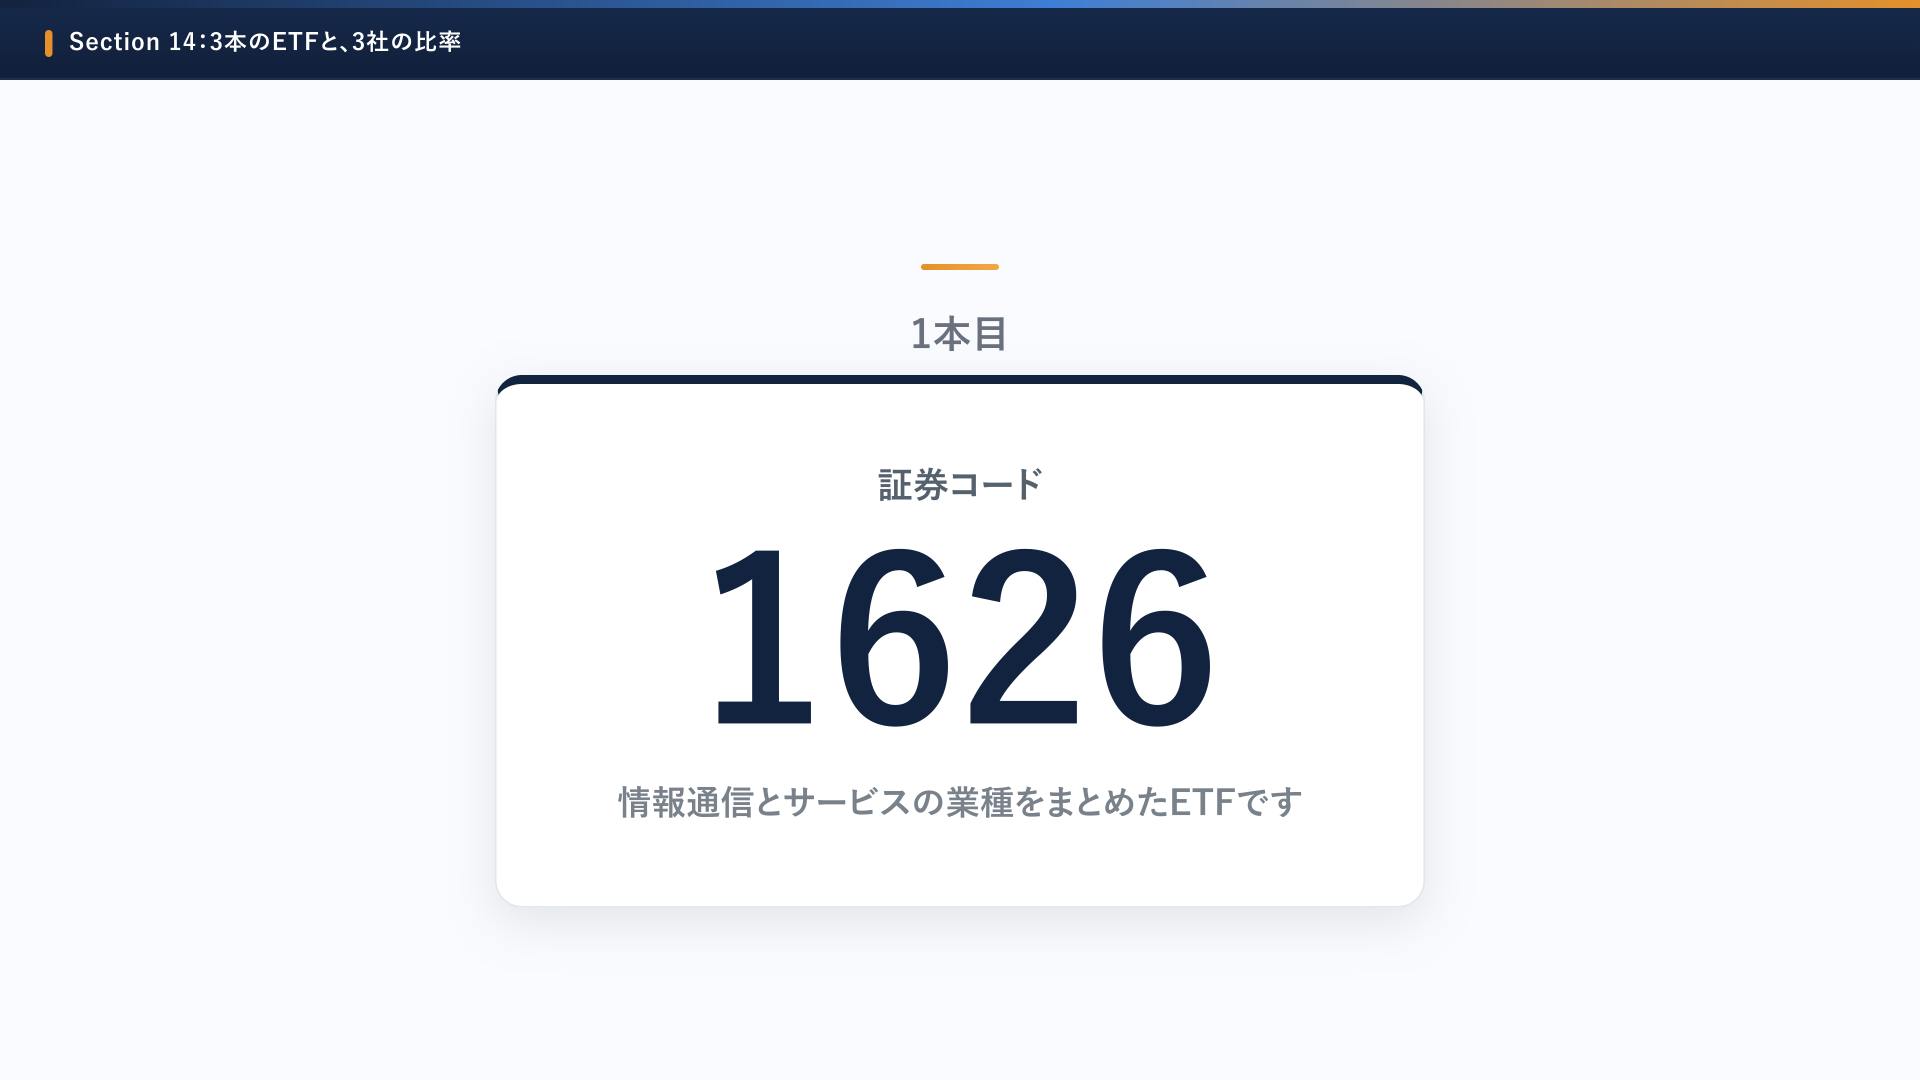 Section 14：3本のETFと、3社の比率
1本目
証券コード
1626
情報通信とサービスの業種をまとめたETFです